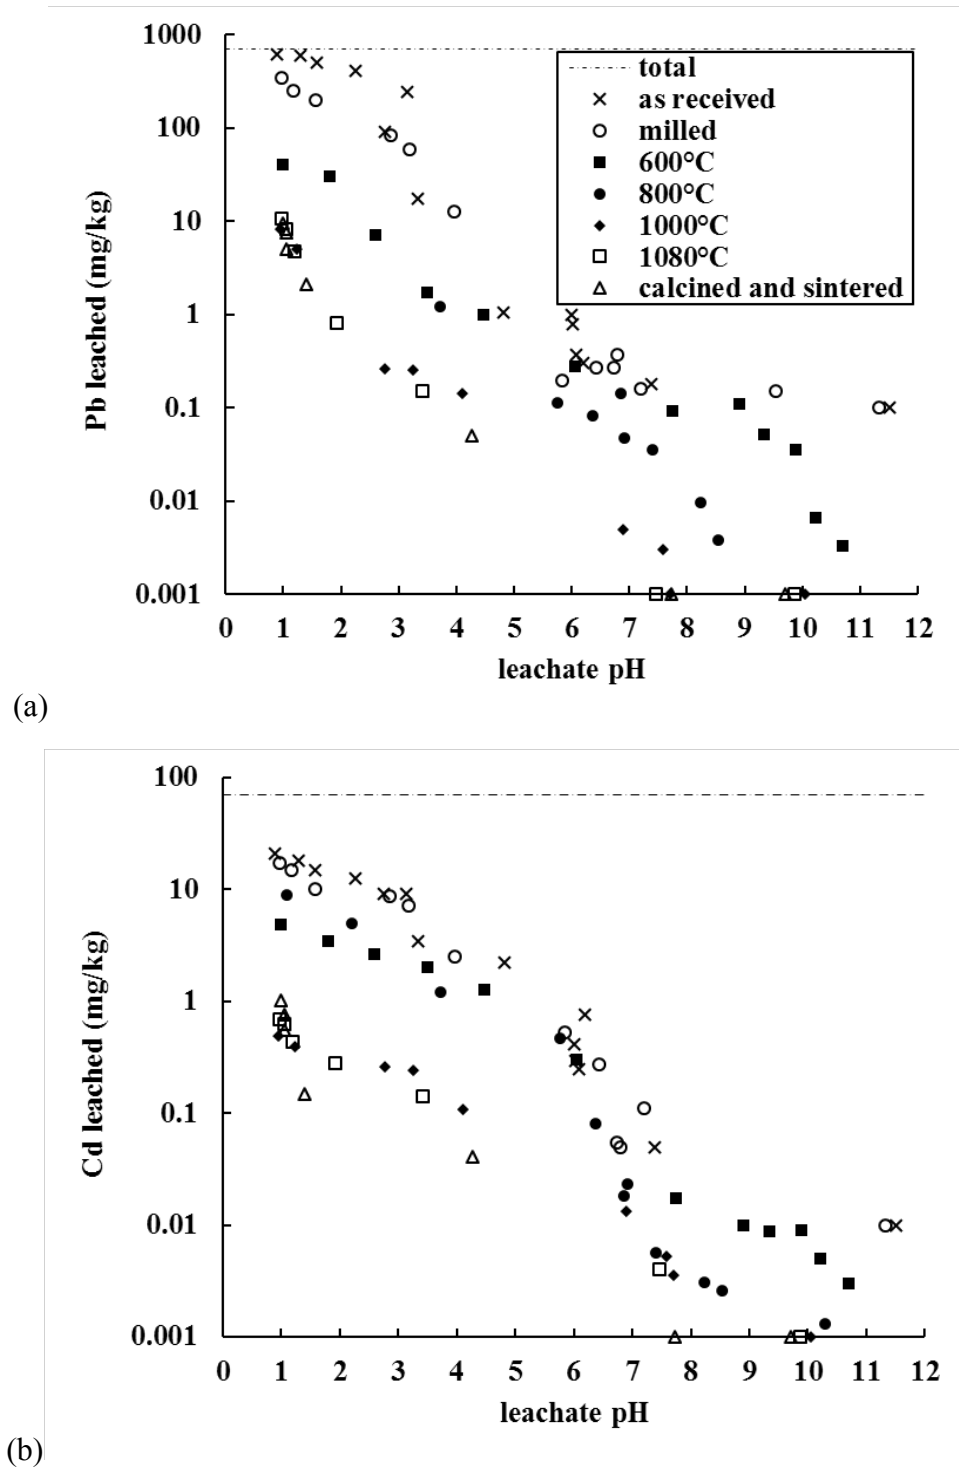 1000
100
10
1
0.1
0.01
0.001
Pb leached (mg/kg)
total
as received
milled
600°C
800°C
1000°C
1080°C
calcined and sintered
0 1 2 3 4 5 6 7 8 9 10 11 12
leachate pH
(a)
100
10
1
0.1
0.01
0.001
Cd leached (mg/kg)
0 1 2 3 4 5 6 7 8 9 10 11 12
leachate pH
(b)